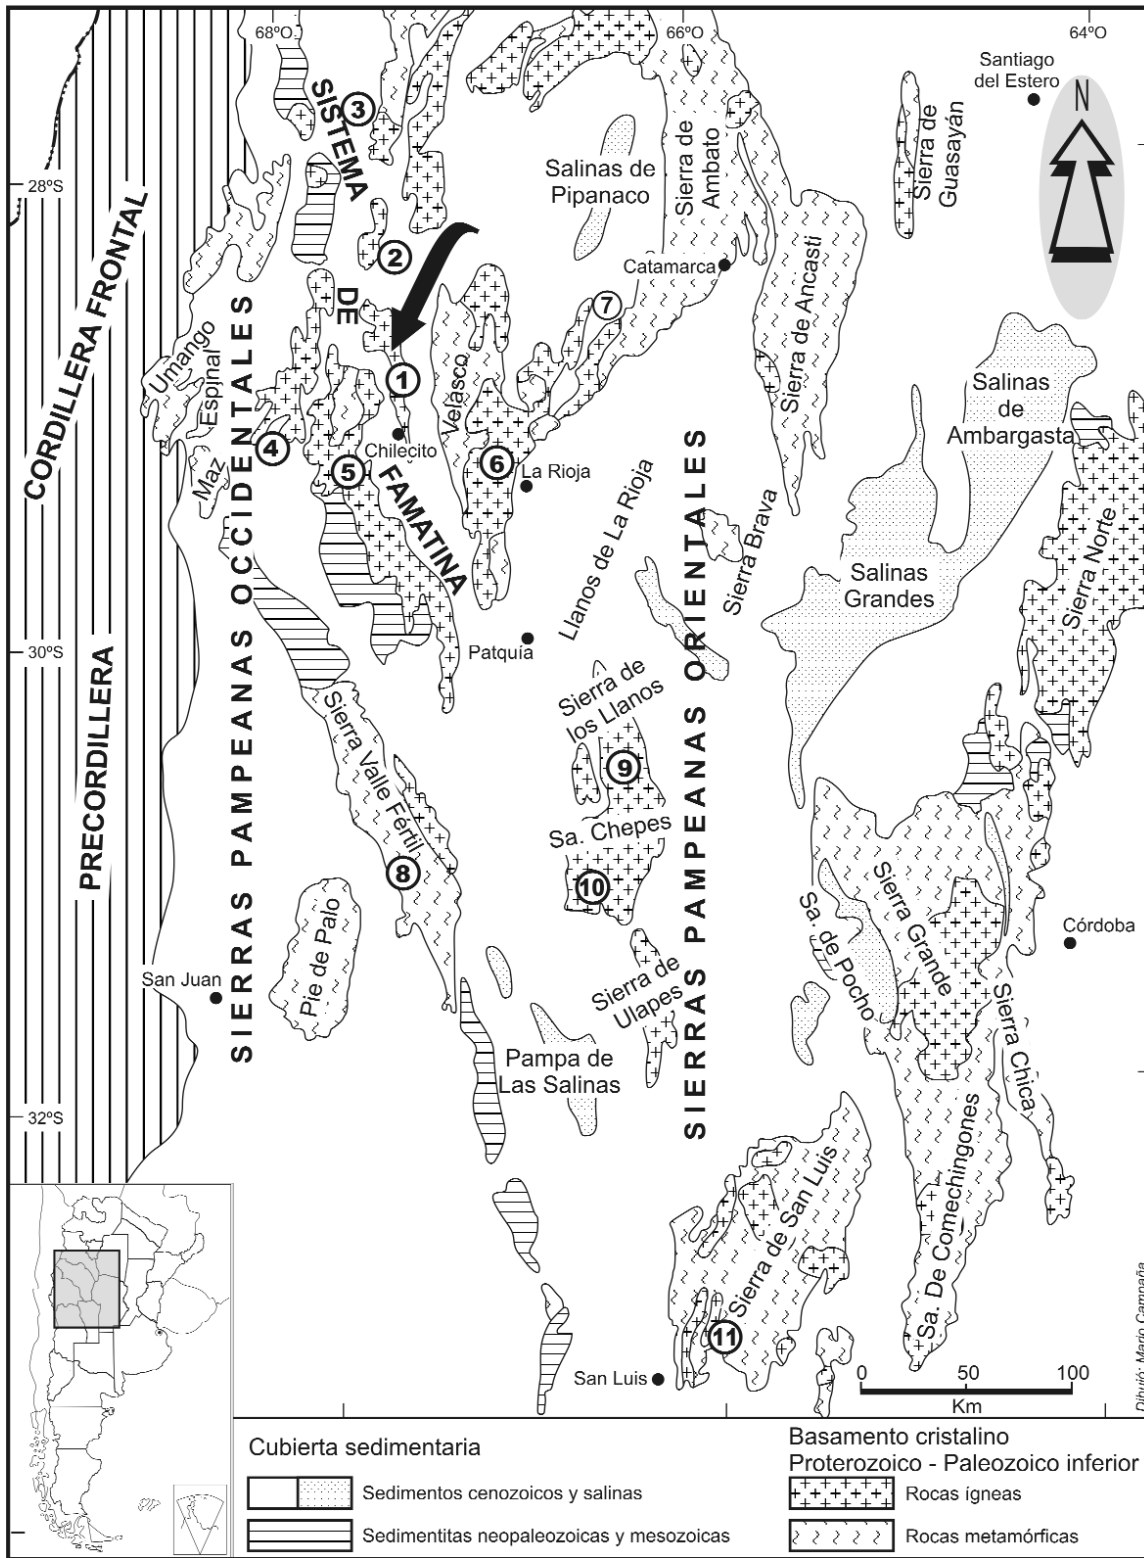 68ºO
66ºO
64ºO
28ºS
30ºS
32ºS
N
Santiago
del Estero
Sierra de
Guasayán
SISTEMA
DE
FAMATINA
3
2
1
7
4
5
6
9
8
10
11
Salinas de
Pipanaco
Sierra de
Ambato
Catamarca
Sierra de Ancasti
CORDILLERA FRONTAL
PRECORDILLERA
SIERRAS PAMPEANAS OCCIDENTALES
SIERRAS PAMPEANAS ORIENTALES
Umango
Espinal
Maz
Velasco
Chilecito
La Rioja
Llanos de La Rioja
Sierra Brava
Salinas
de
Ambargasta
Salinas
Grandes
Sierra Norte
Patquía
Sierra de
los Llanos
Sa. Chepes
Sierra Valle Fértil
Pie de Palo
San Juan
Sierra de
Ulapes
Pampa de
Las Salinas
Sierra Grande
Sa. de Pocho
Sierra Chica
Córdoba
Sa. De Comechingones
Sierra de San Luis
San Luis
0 50 100
Km
Dibujó: Mario Campaña
Cubierta sedimentaria
Sedimentos cenozoicos y salinas
Sedimentitas neopaleozoicas y mesozoicas
Basamento cristalino
Proterozoico - Paleozoico inferior
Rocas ígneas
Rocas metamórficas